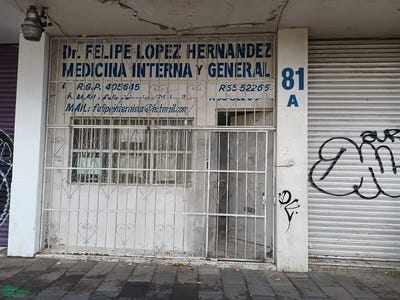 Dr. FELIPE LOPEZ HERNANDEZ
MEDICINA INTERNA Y GENERAL
R.G.P. 405645 RSS 52265
MAIL: felipeinternista@hotmail.com
81
A